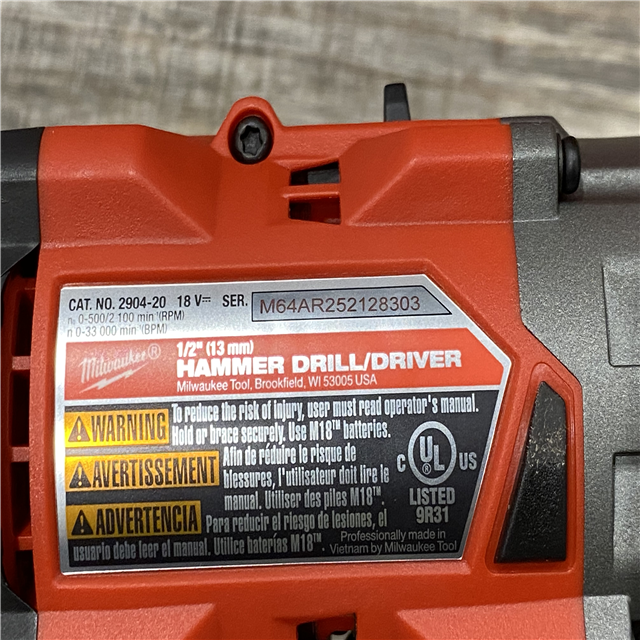 CAT. NO. 2904-20 18 V⎓ SER. M64AR252128303
n₀ 0-500/2 100 min⁻¹(RPM)
n 0-33 000 min⁻¹(BPM)
Milwaukee®
1/2" (13 mm)
HAMMER DRILL/DRIVER
Milwaukee Tool, Brookfield, WI 53005 USA
WARNING To reduce the risk of injury, user must read operator's manual.
Hold or brace securely. Use M18™ batteries.
AVERTISSEMENT Afin de réduire le risque de
blessures, l'utilisateur doit lire le
manual. Utiliser des piles M18™.
ADVERTENCIA Para reducir el riesgo de lesiones, el
usuario debe leer el manual. Utilice baterías M18™.
C UL US
LISTED
9R31
Professionally made in
Vietnam by Milwaukee Tool